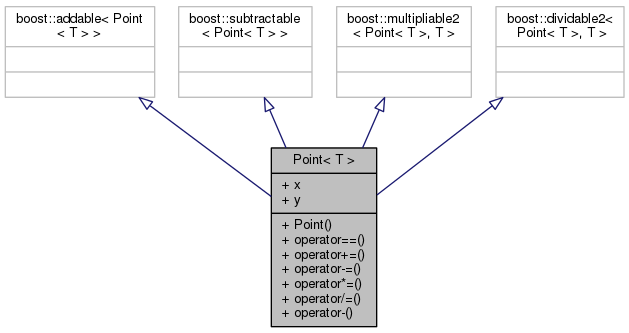 boost::addable< Point
< T > >
boost::subtractable
< Point< T > >
boost::multipliable2
< Point< T >, T >
boost::dividable2<
Point< T >, T >
Point< T >
+ x
+ y
+ Point()
+ operator==()
+ operator+=()
+ operator-=()
+ operator*=()
+ operator/=()
+ operator-()